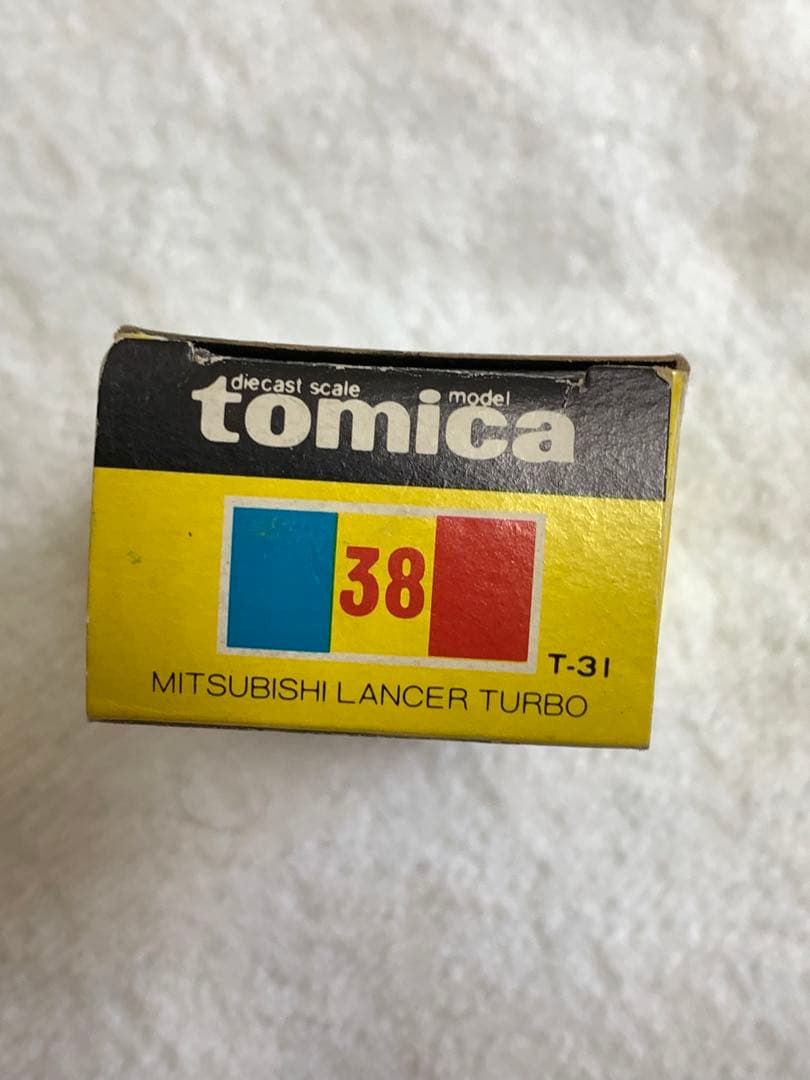 diecast scale model
tomica
38
T-31
MITSUBISHI LANCER TURBO